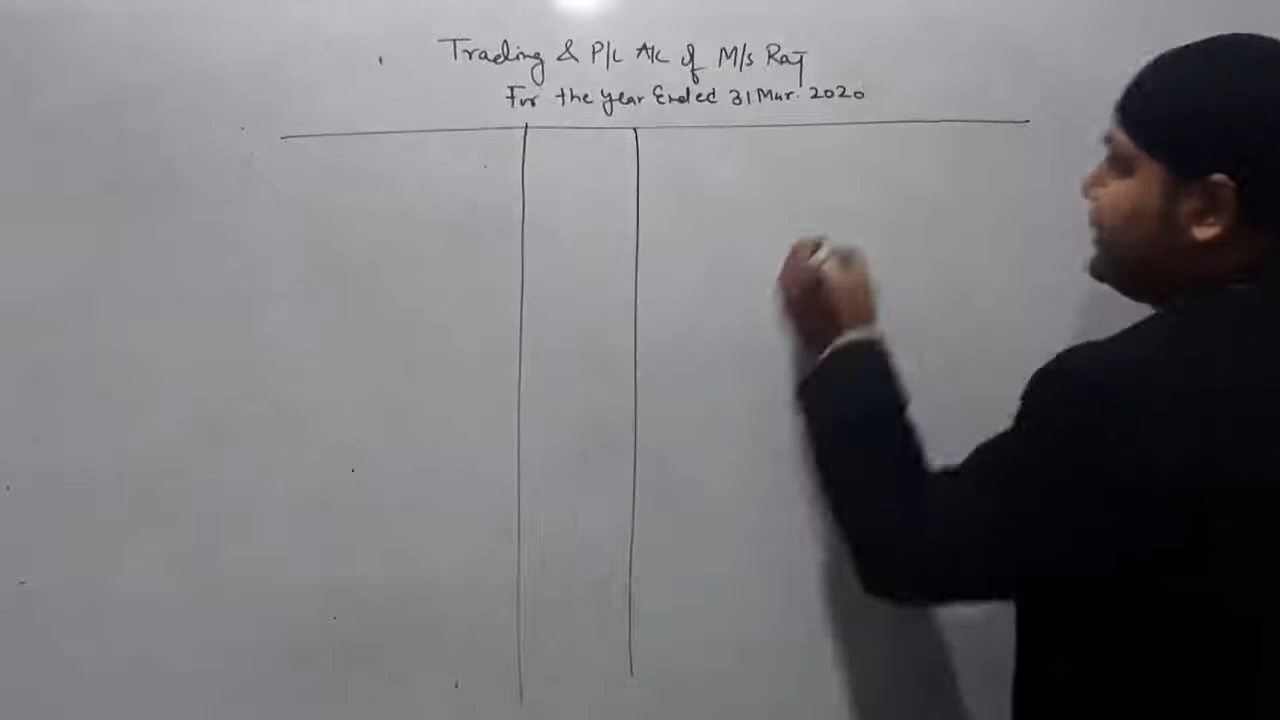 Trading & P/L A/c of M/s Raj
For the year Ended 31 Mar. 2020